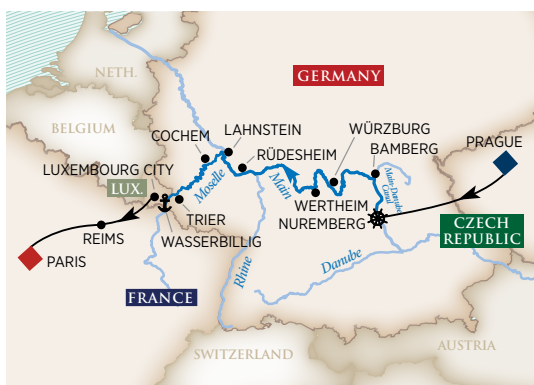 NETH.
GERMANY
BELGIUM
COCHEM
LAHNSTEIN
WÜRZBURG
PRAGUE
RÜDESHEIM
BAMBERG
LUXEMBOURG CITY
Moselle
Main
Main-Danube
Canal
LUX.
TRIER
WERTHEIM
NUREMBERG
WASSERBILLIG
REIMS
CZECH
REPUBLIC
PARIS
Rhine
Danube
FRANCE
SWITZERLAND
AUSTRIA